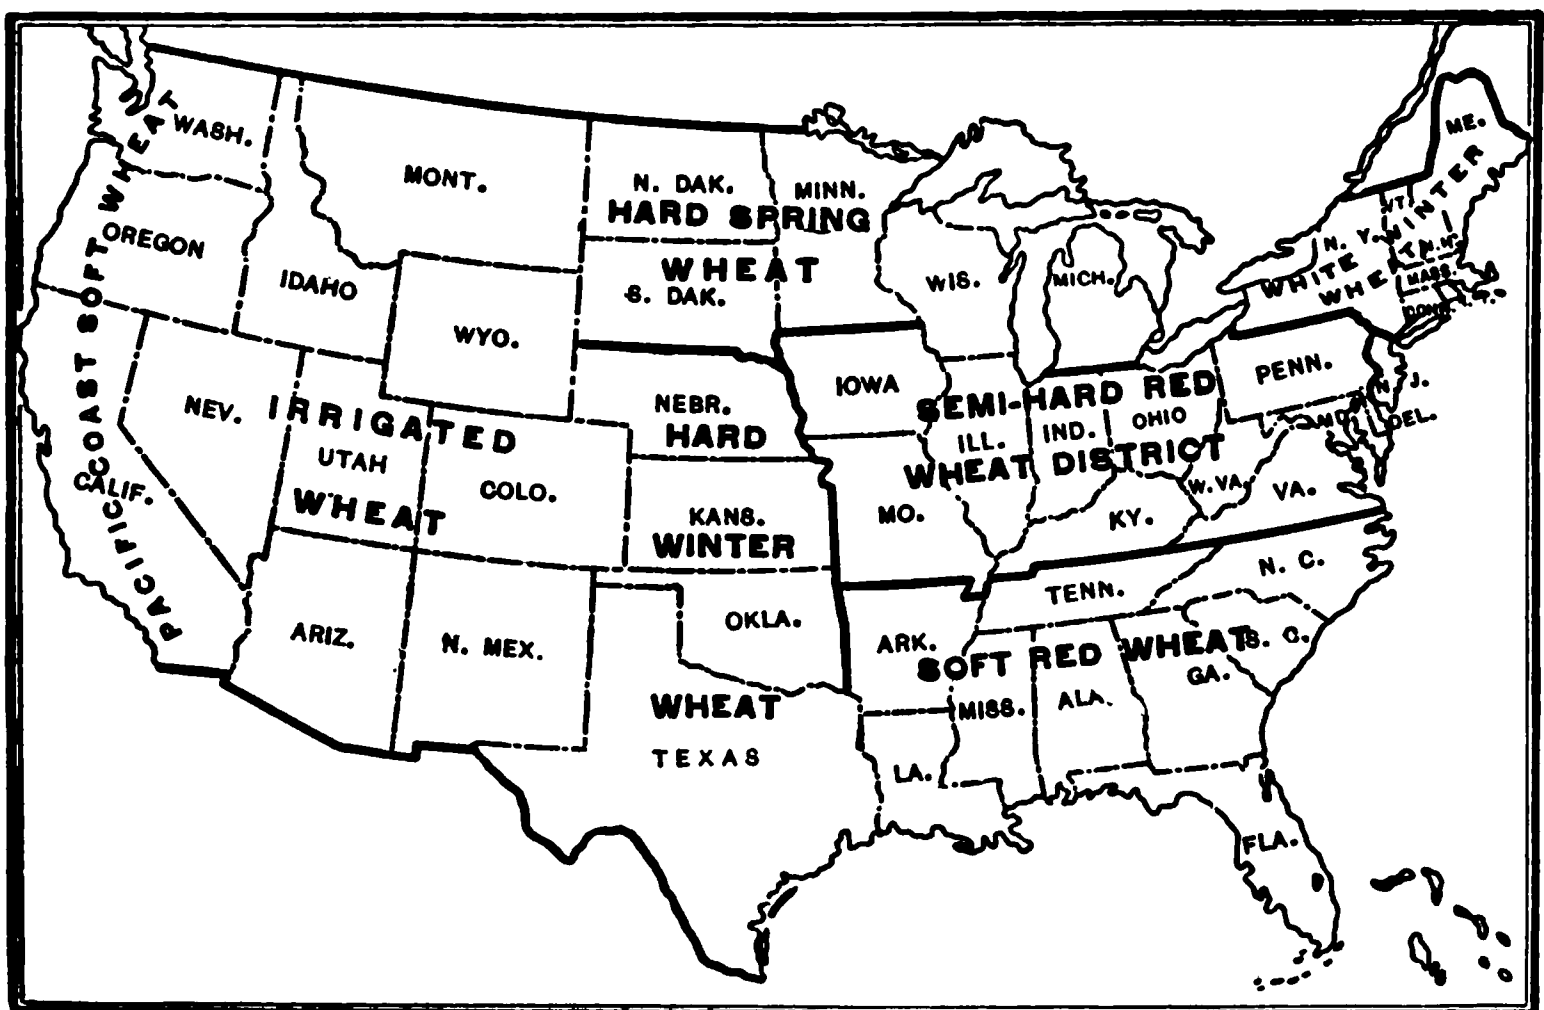 WASH.
OREGON
CALIF.
PACIFIC COAST SOFT WHEAT
MONT.
IDAHO
WYO.
NEV.
UTAH
COLO.
IRRIGATED
WHEAT
ARIZ.
N. MEX.
N. DAK.
MINN.
HARD SPRING
WHEAT
S. DAK.
NEBR.
HARD
KANS.
WINTER
OKLA.
WHEAT
TEXAS
WIS.
MICH.
IOWA
SEMI-HARD RED
ILL.
IND.
OHIO
WHEAT DISTRICT
MO.
KY.
W. VA.
VA.
PENN.
N. J.
MD.
DEL.
ME.
VT.
N. H.
N. Y.
MASS.
CONN.
WHITE WINTER
WHEAT
TENN.
N. C.
ARK.
SOFT RED WHEAT
S. C.
MISS.
ALA.
GA.
LA.
FLA.